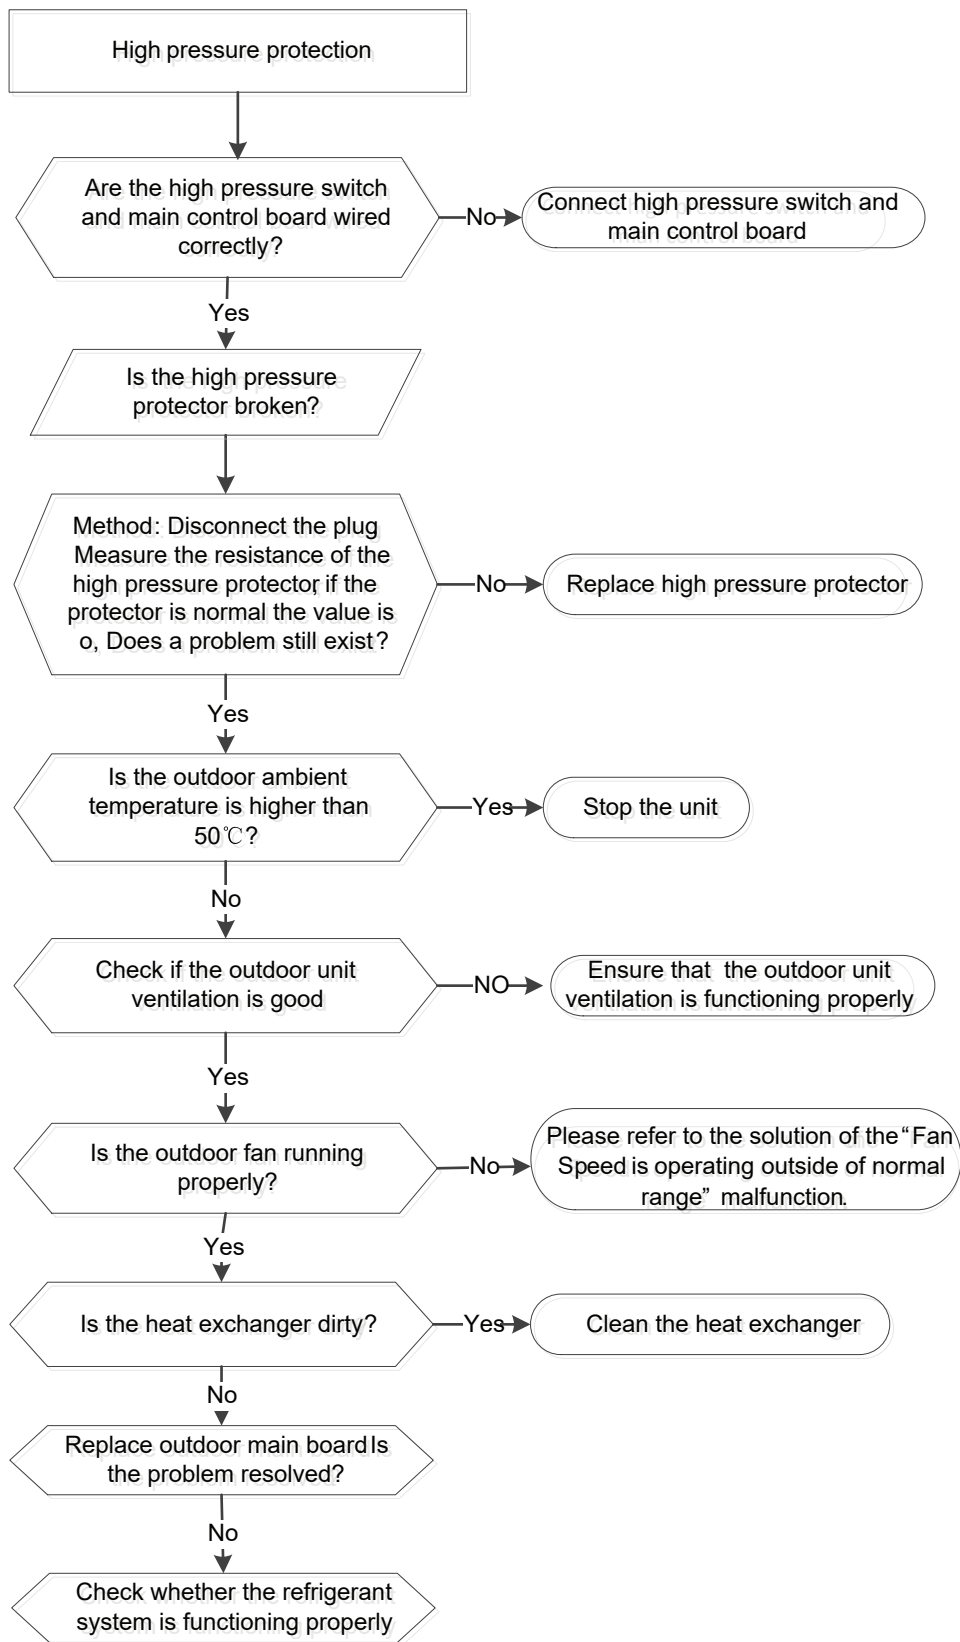 High pressure protection
Are the high pressure switch
and main control board wired
correctly?
No
Connect high pressure switch and
main control board
Yes
Is the high pressure
protector broken?
Method: Disconnect the plug
Measure the resistance of the
high pressure protector, if the
protector is normal the value is
o, Does a problem still exist?
No
Replace high pressure protector
Yes
Is the outdoor ambient
temperature is higher than
50℃?
Yes
Stop the unit
No
Check if the outdoor unit
ventilation is good
NO
Ensure that the outdoor unit
ventilation is functioning properly
Yes
Is the outdoor fan running
properly?
No
Please refer to the solution of the “Fan
Speed is operating outside of normal
range” malfunction.
Yes
Is the heat exchanger dirty?
Yes
Clean the heat exchanger
No
Replace outdoor main board Is
the problem resolved?
No
Check whether the refrigerant
system is functioning properly